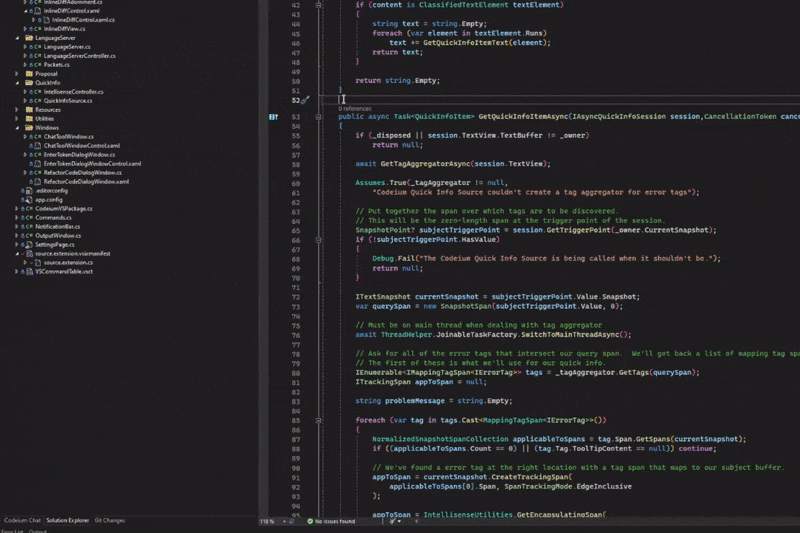 InlineDiffAdornment.cs
InlineDiffControl.xaml
InlineDiffControl.xaml.cs
InlineDiffView.cs
LanguageServer
LanguageServer.cs
LanguageServerController.cs
Packets.cs
Proposal
QuickInfo
IntellisenseController.cs
QuickInfoSource.cs
Resources
Utilities
Windows
ChatToolWindow.cs
ChatToolWindowControl.xaml
EnterTokenDialogWindow.cs
EnterTokenDialogWindowControl.xaml
RefactorCodeDialogWindow.cs
RefactorCodeDialogWindow.xaml
.editorconfig
app.config
CodeiumVSPackage.cs
Commands.cs
NotificationBar.cs
OutputWindow.cs
SettingsPage.cs
source.extension.vsixmanifest
source.extension.cs
VSCommandTable.vsct
Codeium Chat Solution Explorer Git Changes
Error List Output
42 if (content is ClassifiedTextElement textElement)
43 {
44 string text = string.Empty;
45 foreach (var element in textElement.Runs)
46 text += GetQuickInfoItemText(element);
47 return text;
48 }
49
50 return string.Empty;
51 }
52
0 references
53 public async Task<QuickInfoItem> GetQuickInfoItemAsync(IAsyncQuickInfoSession session,CancellationToken cance
54 {
55 if (_disposed || session.TextView.TextBuffer != _owner)
56 return null;
57
58 await GetTagAggregatorAsync(session.TextView);
59
60 Assumes.True(_tagAggregator != null,
61 "Codeium Quick Info Source couldn't create a tag aggregator for error tags");
62
63 // Put together the span over which tags are to be discovered.
64 // This will be the zero-length span at the trigger point of the session.
65 SnapshotPoint? subjectTriggerPoint = session.GetTriggerPoint(_owner.CurrentSnapshot);
66 if (!subjectTriggerPoint.HasValue)
67 {
68 Debug.Fail("The Codeium Quick Info Source is being called when it shouldn't be.");
69 return null;
70 }
71
72 ITextSnapshot currentSnapshot = subjectTriggerPoint.Value.Snapshot;
73 var querySpan = new SnapshotSpan(subjectTriggerPoint.Value, 0);
74
75 // Must be on main thread when dealing with tag aggregator
76 await ThreadHelper.JoinableTaskFactory.SwitchToMainThreadAsync();
77
78 // Ask for all of the error tags that intersect our query span. We'll get back a list of mapping tag spa
79 // The first of these is what we'll use for our quick info.
80 IEnumerable<IMappingTagSpan<IErrorTag>> tags = _tagAggregator.GetTags(querySpan);
81 ITrackingSpan appToSpan = null;
82
83 string problemMessage = string.Empty;
84
85 foreach (var tag in tags.Cast<MappingTagSpan<IErrorTag>>())
86 {
87 NormalizedSnapshotSpanCollection applicableToSpans = tag.Span.GetSpans(currentSnapshot);
88 if ((applicableToSpans.Count == 0) || (tag.Tag.ToolTipContent == null)) continue;
89
90 // We've found a error tag at the right location with a tag span that maps to our subject buffer.
91 appToSpan = currentSnapshot.CreateTrackingSpan(
92 applicableToSpans[0].Span, SpanTrackingMode.EdgeInclusive
93 );
94
95 appToSpan = IntellisenseUtilities.GetEncapsulatingSpan(
118 % No issues found